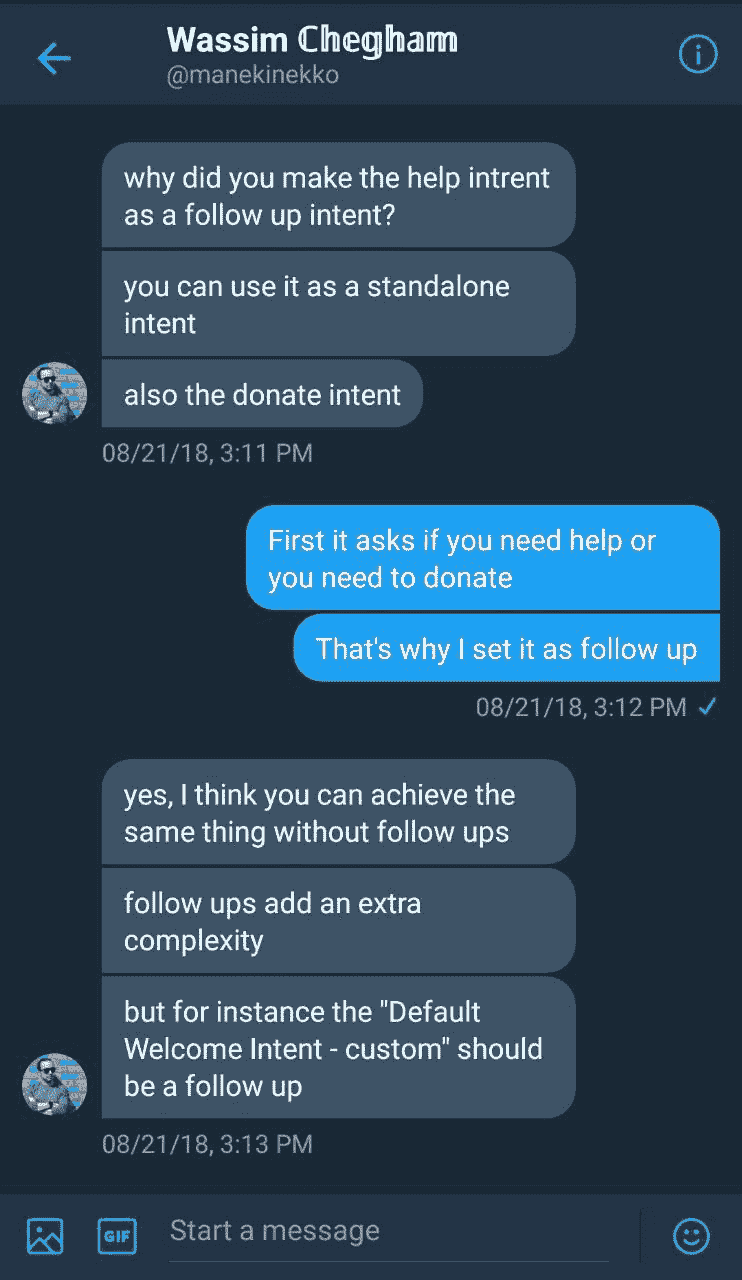 Wassim ℂ𝕙𝕖𝕘𝕙𝕒𝕞
@manekinekko
why did you make the help intrent
as a follow up intent?
you can use it as a standalone
intent
also the donate intent
08/21/18, 3:11 PM
First it asks if you need help or
you need to donate
That's why I set it as follow up
08/21/18, 3:12 PM
yes, I think you can achieve the
same thing without follow ups
follow ups add an extra
complexity
but for instance the "Default
Welcome Intent - custom" should
be a follow up
08/21/18, 3:13 PM
GIF
Start a message